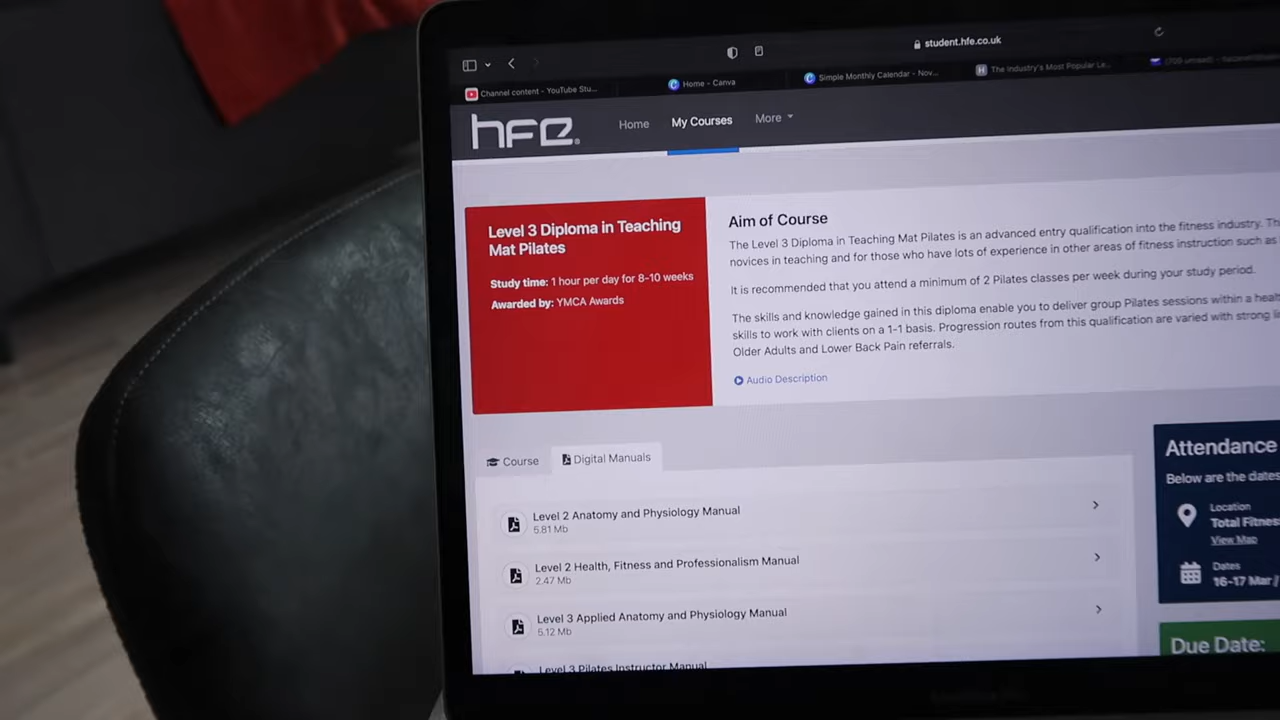 student.hfe.co.uk
Channel content - YouTube Stu...
Home - Canva
Simple Monthly Calendar - Nov...
The Industry's Most Popular Le...
hfe
Home
My Courses
More
Level 3 Diploma in Teaching
Mat Pilates
Study time: 1 hour per day for 8-10 weeks
Awarded by: YMCA Awards
Aim of Course
The Level 3 Diploma in Teaching Mat Pilates is an advanced entry qualification into the fitness industry. Th
novices in teaching and for those who have lots of experience in other areas of fitness instruction such as
It is recommended that you attend a minimum of 2 Pilates classes per week during your study period.
The skills and knowledge gained in this diploma enable you to deliver group Pilates sessions within a heal
skills to work with clients on a 1-1 basis. Progression routes from this qualification are varied with strong li
Older Adults and Lower Back Pain referrals.
Audio Description
Course
Digital Manuals
Level 2 Anatomy and Physiology Manual
5.81 Mb
Level 2 Health, Fitness and Professionalism Manual
2.47 Mb
Level 3 Applied Anatomy and Physiology Manual
5.12 Mb
Level 3 Pilates Instructor Manual
Attendance
Below are the dates
Location
Total Fitnes
View Map
Dates
16-17 Mar /
Due Date: